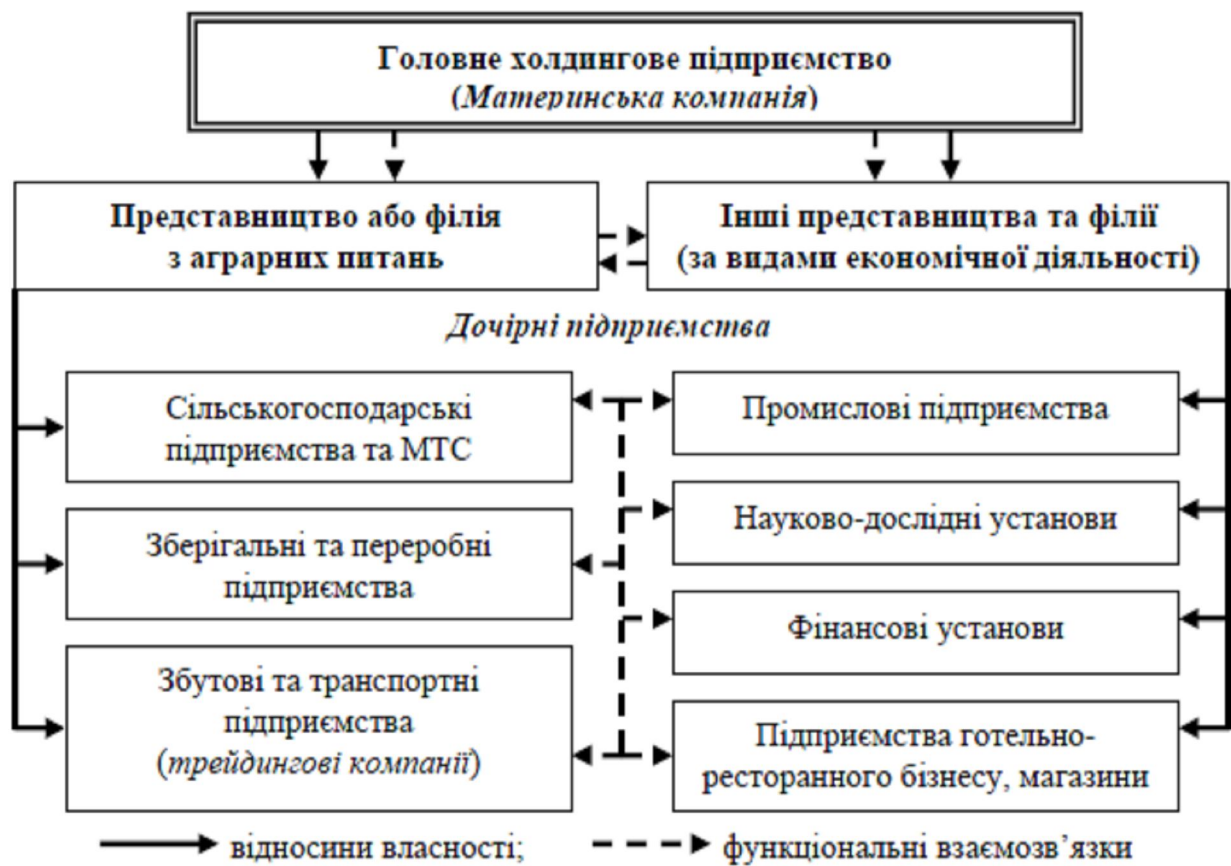 Головне холдингове підприємство
(Материнська компанія)
Представництво або філія
з аграрних питань
Інші представництва та філії
(за видами економічної діяльності)
Дочірні підприємства
Сільськогосподарські
підприємства та МТС
Зберігальні та переробні
підприємства
Збутові та транспортні
підприємства
(трейдингові компанії)
Промислові підприємства
Науково-дослідні установи
Фінансові установи
Підприємства готельно-
ресторанного бізнесу, магазини
відносини власності;
функціональні взаємозв’язки